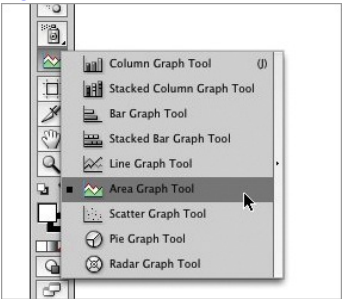 Column Graph Tool (J)
Stacked Column Graph Tool
Bar Graph Tool
Stacked Bar Graph Tool
Line Graph Tool
Area Graph Tool
Scatter Graph Tool
Pie Graph Tool
Radar Graph Tool